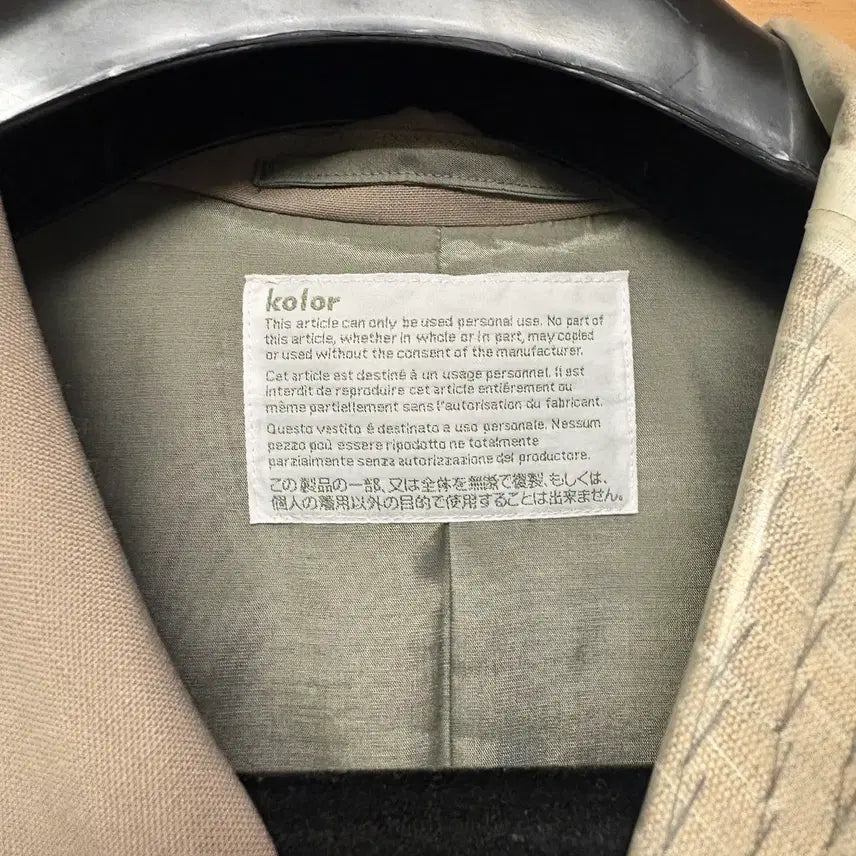 kolor
This article can only be used personal use. No part of
this article, whether in whole or in part, may copied
or used without the consent of the manufacturer.
Cet article est destiné à un usage personnel. Il est
interdit de reproduire cet article entiérement ou
même partiellement sans l'autorisation du fabricant.
Questo vestito é destinato a uso personale. Nessum
pezzo poú essere ripodotto ne totalmente
parzialmente senza autorizzazione del productore.
この製品の一部、又は全体を無断で複製、もしくは、
個人の着用以外の目的で使用することは出来ません。